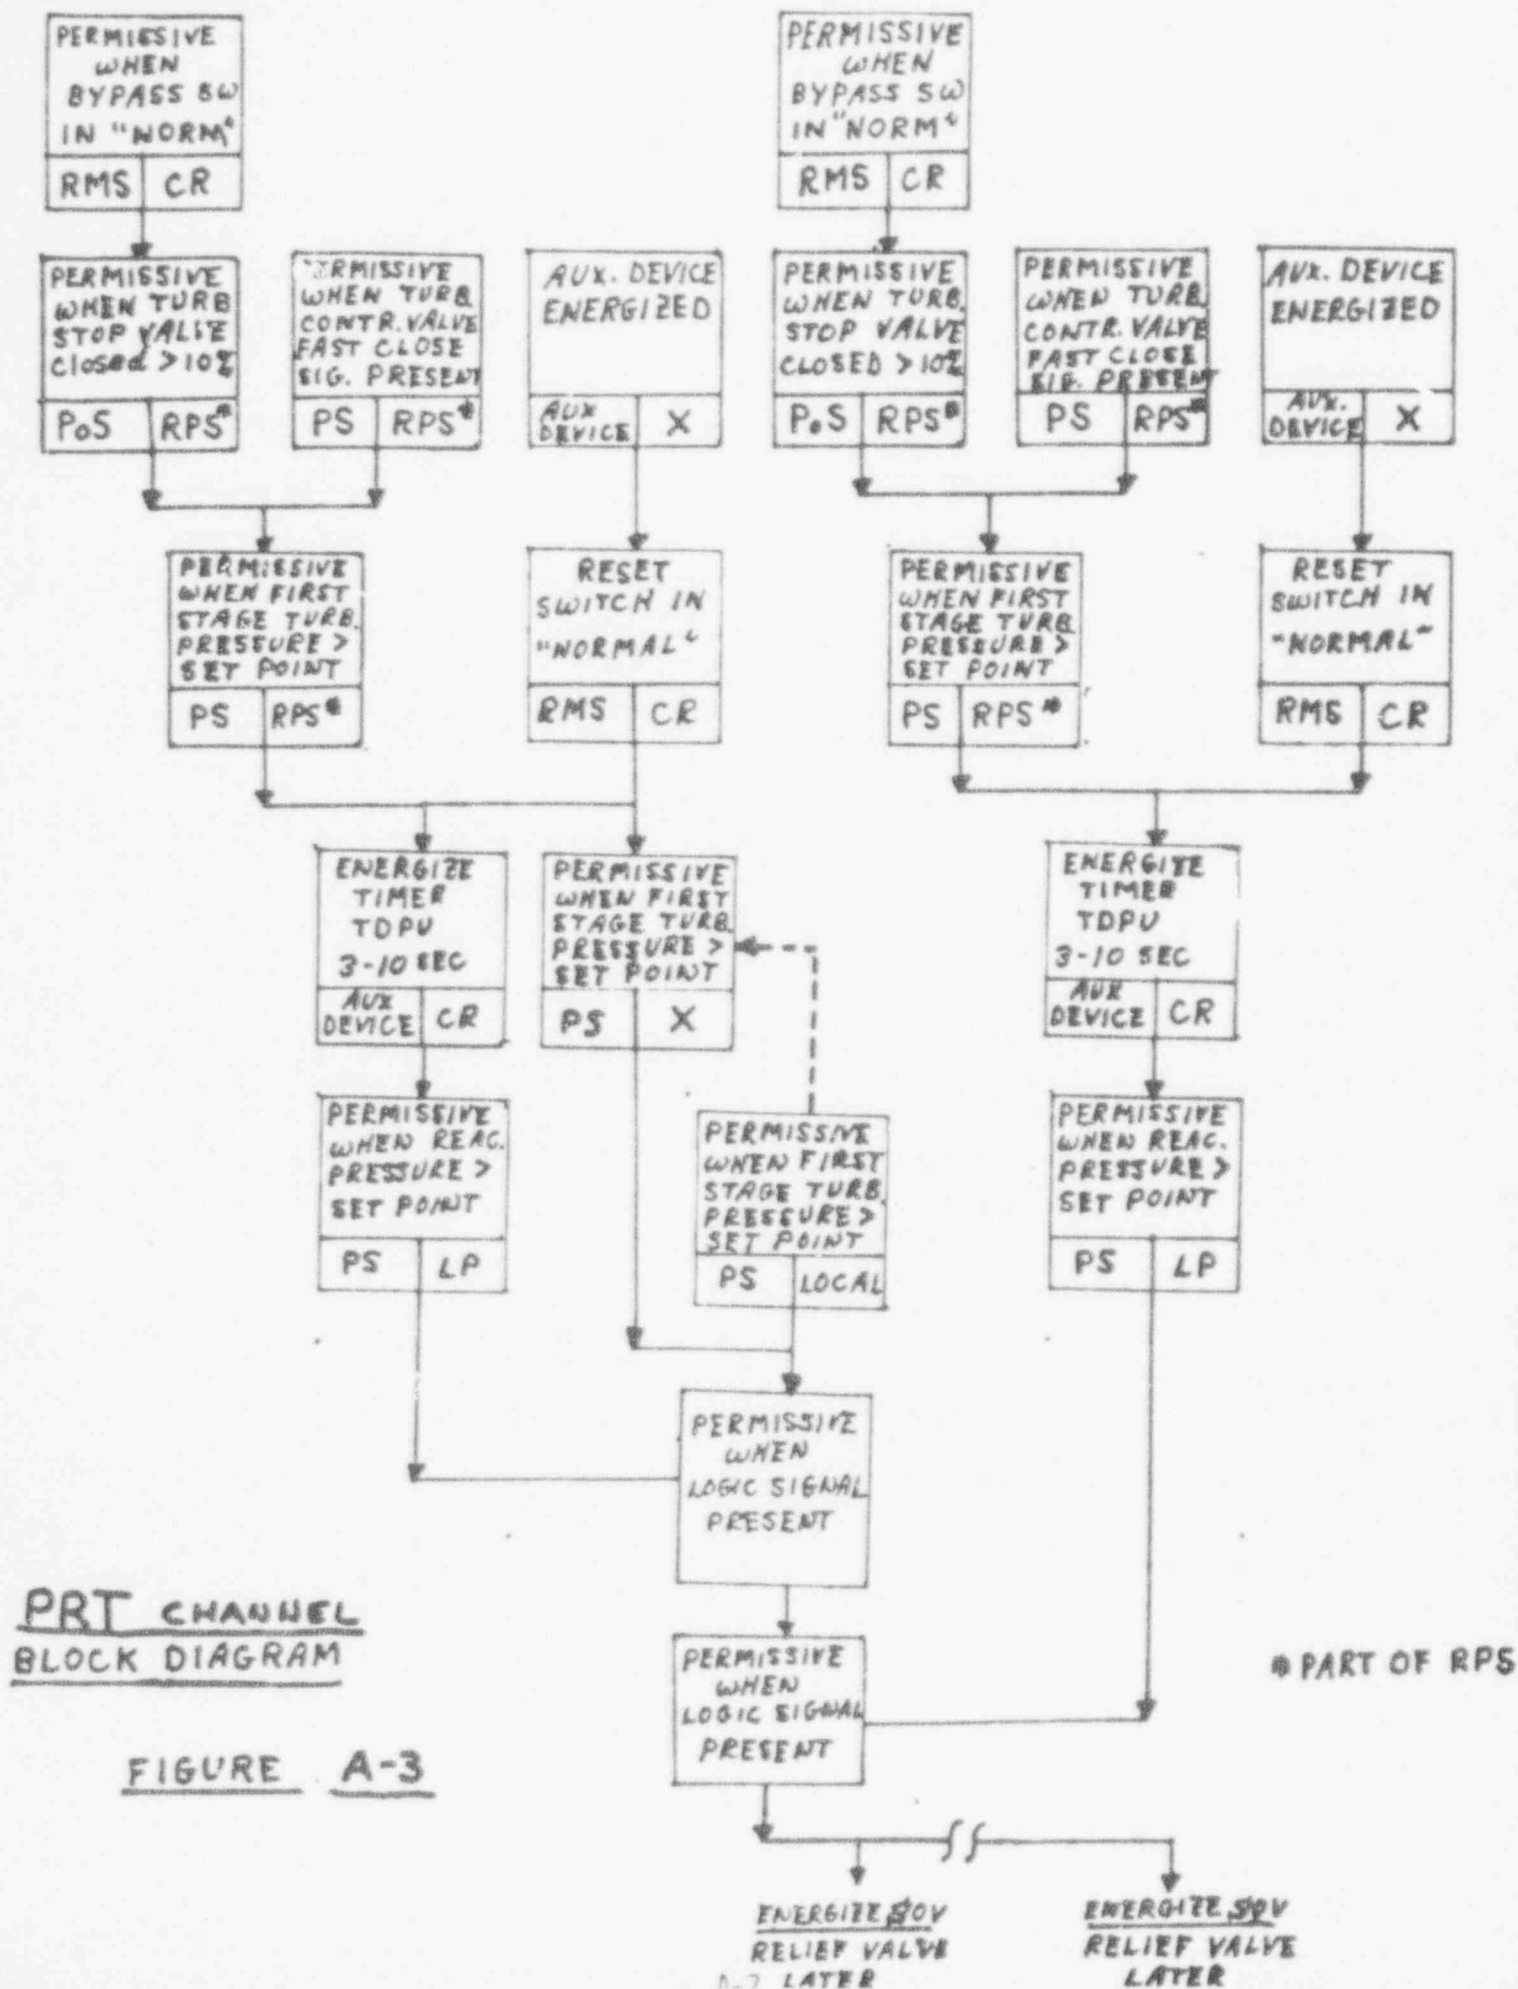 PERMISSIVE
WHEN
BYPASS SW
IN "NORM"
RMS CR
PERMISSIVE
WHEN
BYPASS SW
IN "NORM"
RMS CR
PERMISSIVE
WHEN TURB
STOP VALVE
Closed > 10%
PoS RPS*
PERMISSIVE
WHEN TURB.
CONTR. VALVE
FAST CLOSE
SIG. PRESENT
PS RPS*
AUX. DEVICE
ENERGIZED
AUX
DEVICE X
PERMISSIVE
WHEN TURB.
STOP VALVE
CLOSED > 10%
PoS RPS*
PERMISSIVE
WHEN TURB.
CONTR. VALVE
FAST CLOSE
SIG. PRESENT
PS RPS*
AUX. DEVICE
ENERGIZED
AUX.
DEVICE X
PERMISSIVE
WHEN FIRST
STAGE TURB.
PRESSURE >
SET POINT
PS RPS*
RESET
SWITCH IN
"NORMAL"
RMS CR
PERMISSIVE
WHEN FIRST
STAGE TURB.
PRESSURE >
SET POINT
PS RPS*
RESET
SWITCH IN
"NORMAL"
RMS CR
ENERGIZE
TIMER
TDPU
3-10 SEC
AUX
DEVICE CR
PERMISSIVE
WHEN FIRST
STAGE TURB.
PRESSURE >
SET POINT
PS X
ENERGIZE
TIMER
TDPU
3-10 SEC
AUX
DEVICE CR
PERMISSIVE
WHEN REAC.
PRESSURE >
SET POINT
PS LP
PERMISSIVE
WHEN FIRST
STAGE TURB.
PRESSURE >
SET POINT
PS LOCAL
PERMISSIVE
WHEN REAC.
PRESSURE >
SET POINT
PS LP
PERMISSIVE
WHEN
LOGIC SIGNAL
PRESENT
PERMISSIVE
WHEN
LOGIC SIGNAL
PRESENT
PRT CHANNEL
BLOCK DIAGRAM
FIGURE A-3
* PART OF RPS
ENERGIZE SOV
RELIEF VALVE
LATER
ENERGIZE SOV
RELIEF VALVE
LATER